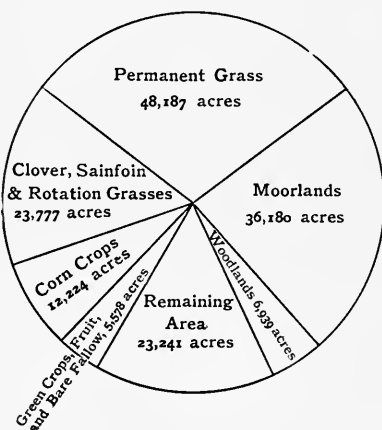 Permanent Grass
48,187 acres
Clover, Sainfoin
& Rotation Grasses
23,777 acres
Moorlands
36,180 acres
Corn Crops
12,224 acres
Green Crops, Fruit,
and Bare Fallow, 5,578 acres
Remaining
Area
23,241 acres
Woodlands 6,939 acres